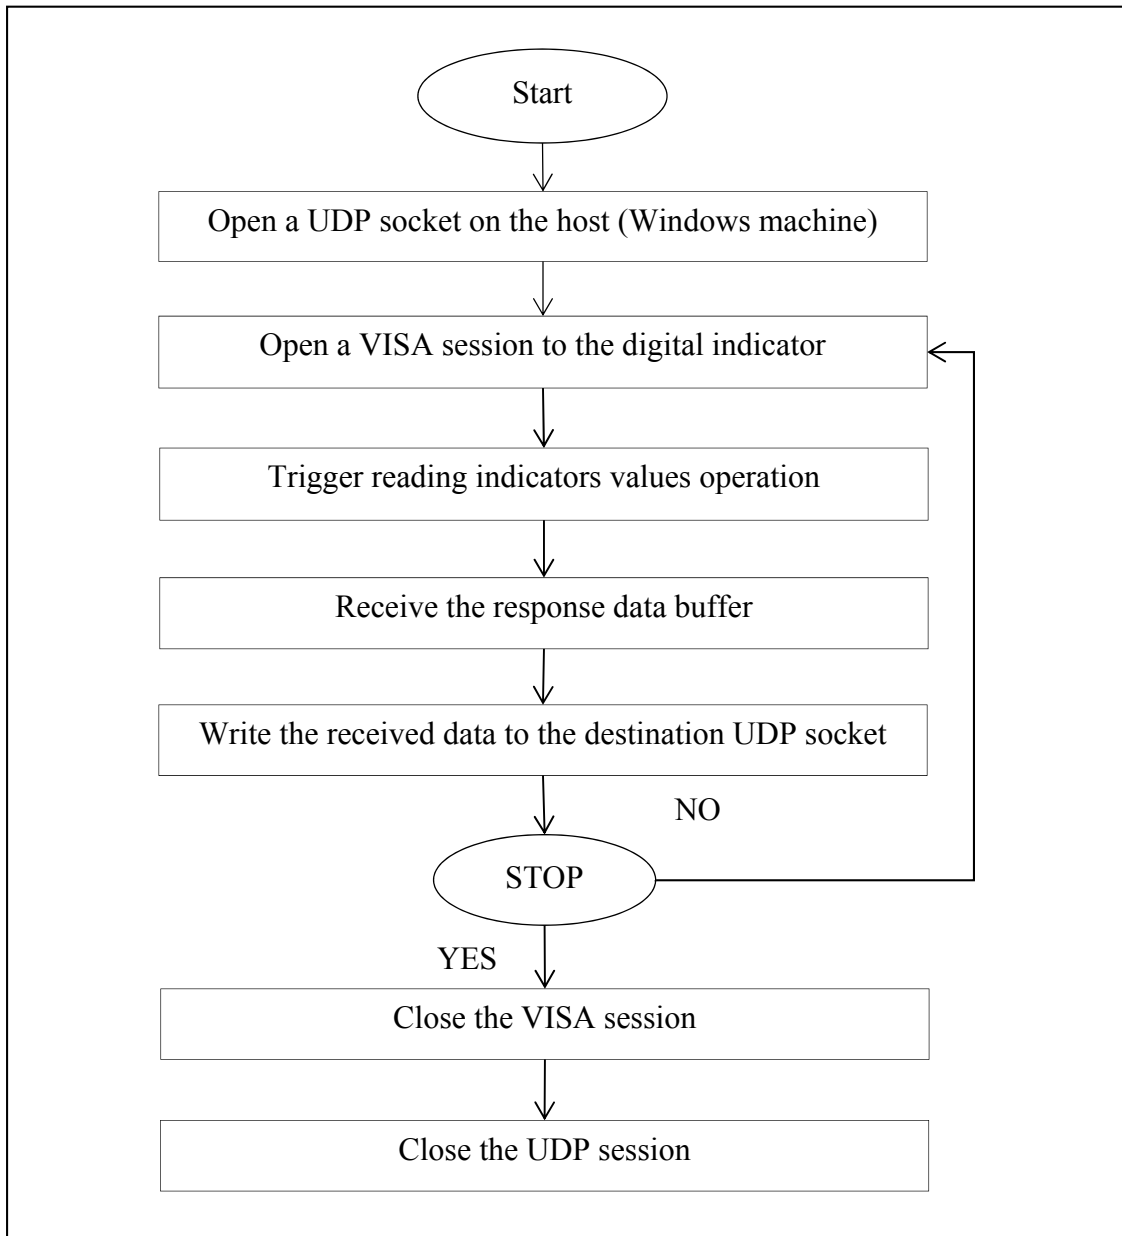 Start
Open a UDP socket on the host (Windows machine)
Open a VISA session to the digital indicator
Trigger reading indicators values operation
Receive the response data buffer
Write the received data to the destination UDP socket
NO
STOP
YES
Close the VISA session
Close the UDP session